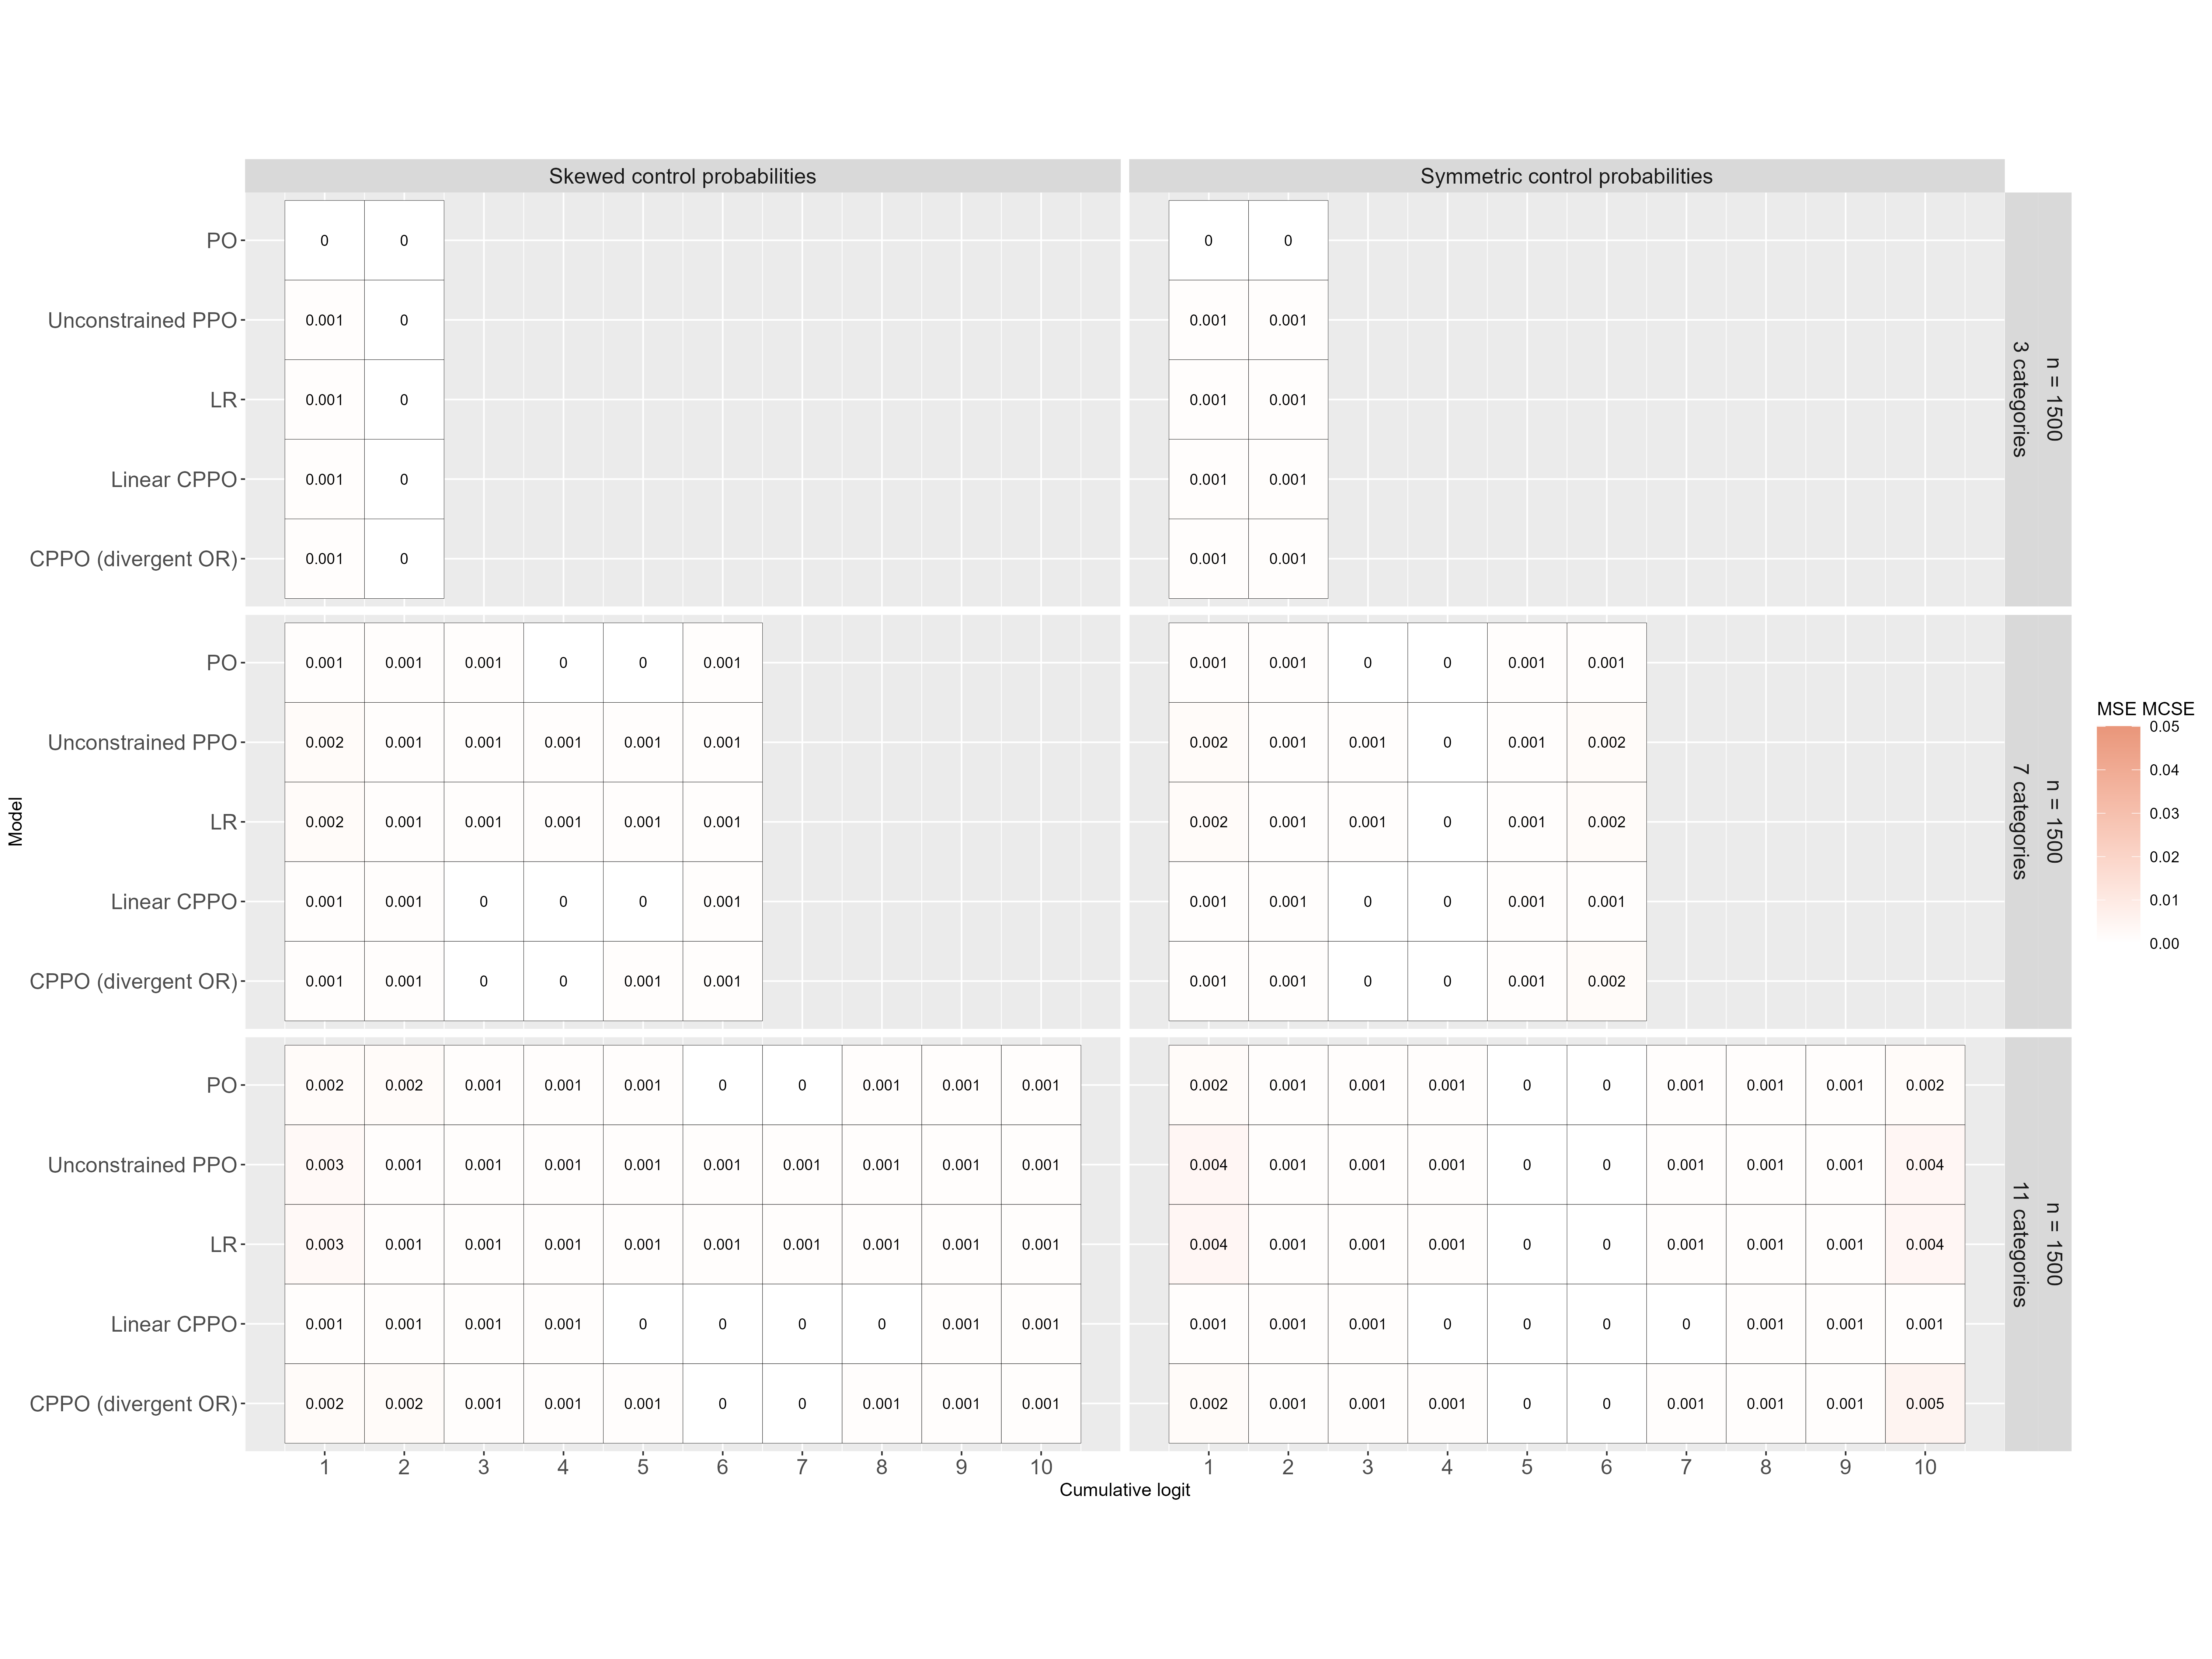 Skewed control probabilities Symmetric control probabilities
PO 0 0 0 0
Unconstrained PPO 0.001 0 0.001 0.001
LR 0.001 0 0.001 0.001
Linear CPPO 0.001 0 0.001 0.001
CPPO (divergent OR) 0.001 0 0.001 0.001
n = 1500
3 categories
PO 0.001 0.001 0.001 0 0 0.001 0.001 0.001 0 0 0.001 0.001
Unconstrained PPO 0.002 0.001 0.001 0.001 0.001 0.001 0.002 0.001 0.001 0 0.001 0.002
LR 0.002 0.001 0.001 0.001 0.001 0.001 0.002 0.001 0.001 0 0.001 0.002
Linear CPPO 0.001 0.001 0 0 0 0.001 0.001 0.001 0 0 0.001 0.001
CPPO (divergent OR) 0.001 0.001 0 0 0.001 0.001 0.001 0.001 0 0 0.001 0.002
n = 1500
7 categories
PO 0.002 0.002 0.001 0.001 0.001 0 0 0.001 0.001 0.001 0.002 0.001 0.001 0.001 0 0 0.001 0.001 0.001 0.002
Unconstrained PPO 0.003 0.001 0.001 0.001 0.001 0.001 0.001 0.001 0.001 0.001 0.004 0.001 0.001 0.001 0 0 0.001 0.001 0.001 0.004
LR 0.003 0.001 0.001 0.001 0.001 0.001 0.001 0.001 0.001 0.001 0.004 0.001 0.001 0.001 0 0 0.001 0.001 0.001 0.004
Linear CPPO 0.001 0.001 0.001 0.001 0 0 0 0 0.001 0.001 0.001 0.001 0.001 0 0 0 0 0.001 0.001 0.001
CPPO (divergent OR) 0.002 0.002 0.001 0.001 0.001 0 0 0.001 0.001 0.001 0.002 0.001 0.001 0.001 0 0 0.001 0.001 0.001 0.005
n = 1500
11 categories
1 2 3 4 5 6 7 8 9 10 1 2 3 4 5 6 7 8 9 10
Cumulative logit
Model
MSE MCSE
0.05
0.04
0.03
0.02
0.01
0.00